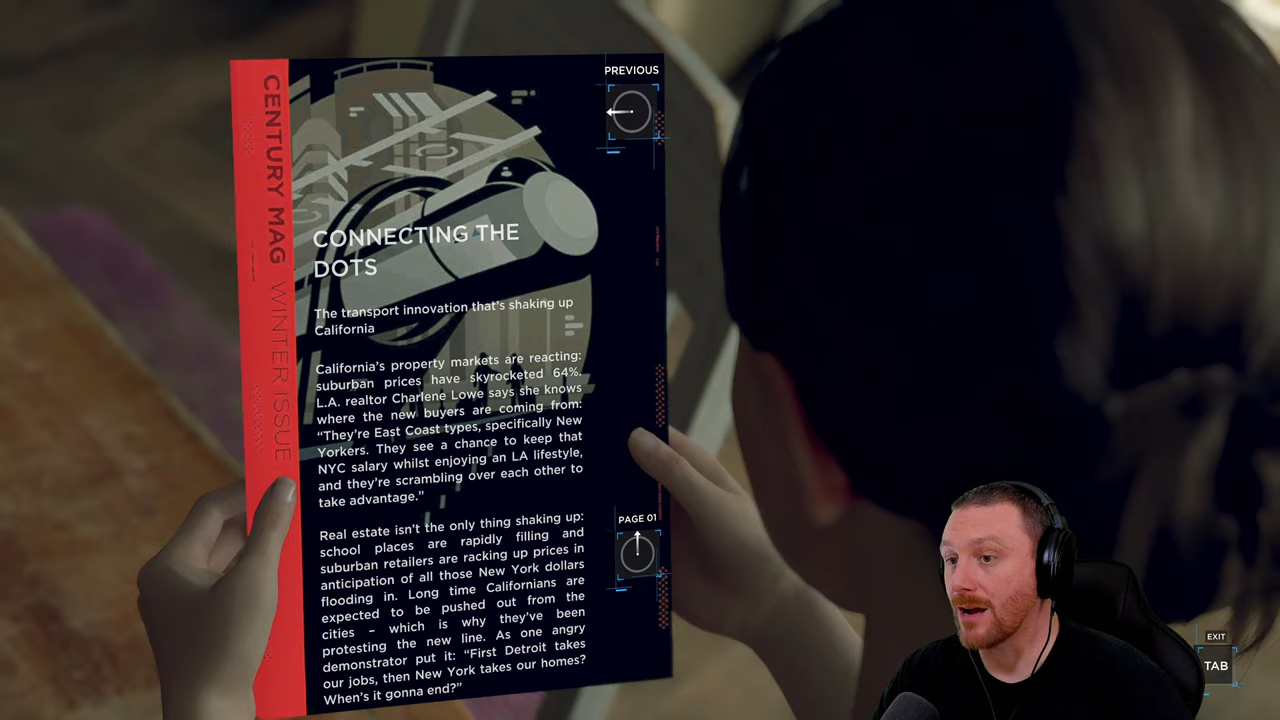 CENTURY MAG WINTER ISSUE
PREVIOUS
CONNECTING THE
DOTS
The transport innovation that's shaking up
California
California's property markets are reacting:
suburban prices have skyrocketed 64%.
L.A. realtor Charlene Lowe says she knows
where the new buyers are coming from:
“They're East Coast types, specifically New
Yorkers. They see a chance to keep that
NYC salary whilst enjoying an LA lifestyle,
and they're scrambling over each other to
take advantage.”
Real estate isn't the only thing shaking up:
school places are rapidly filling and
suburban retailers are racking up prices in
anticipation of all those New York dollars
flooding in. Long time Californians are
expected to be pushed out from the
cities – which is why they've been
protesting the new line. As one angry
demonstrator put it: “First Detroit takes
our jobs, then New York takes our homes?
When's it gonna end?”
PAGE 01
EXIT
TAB